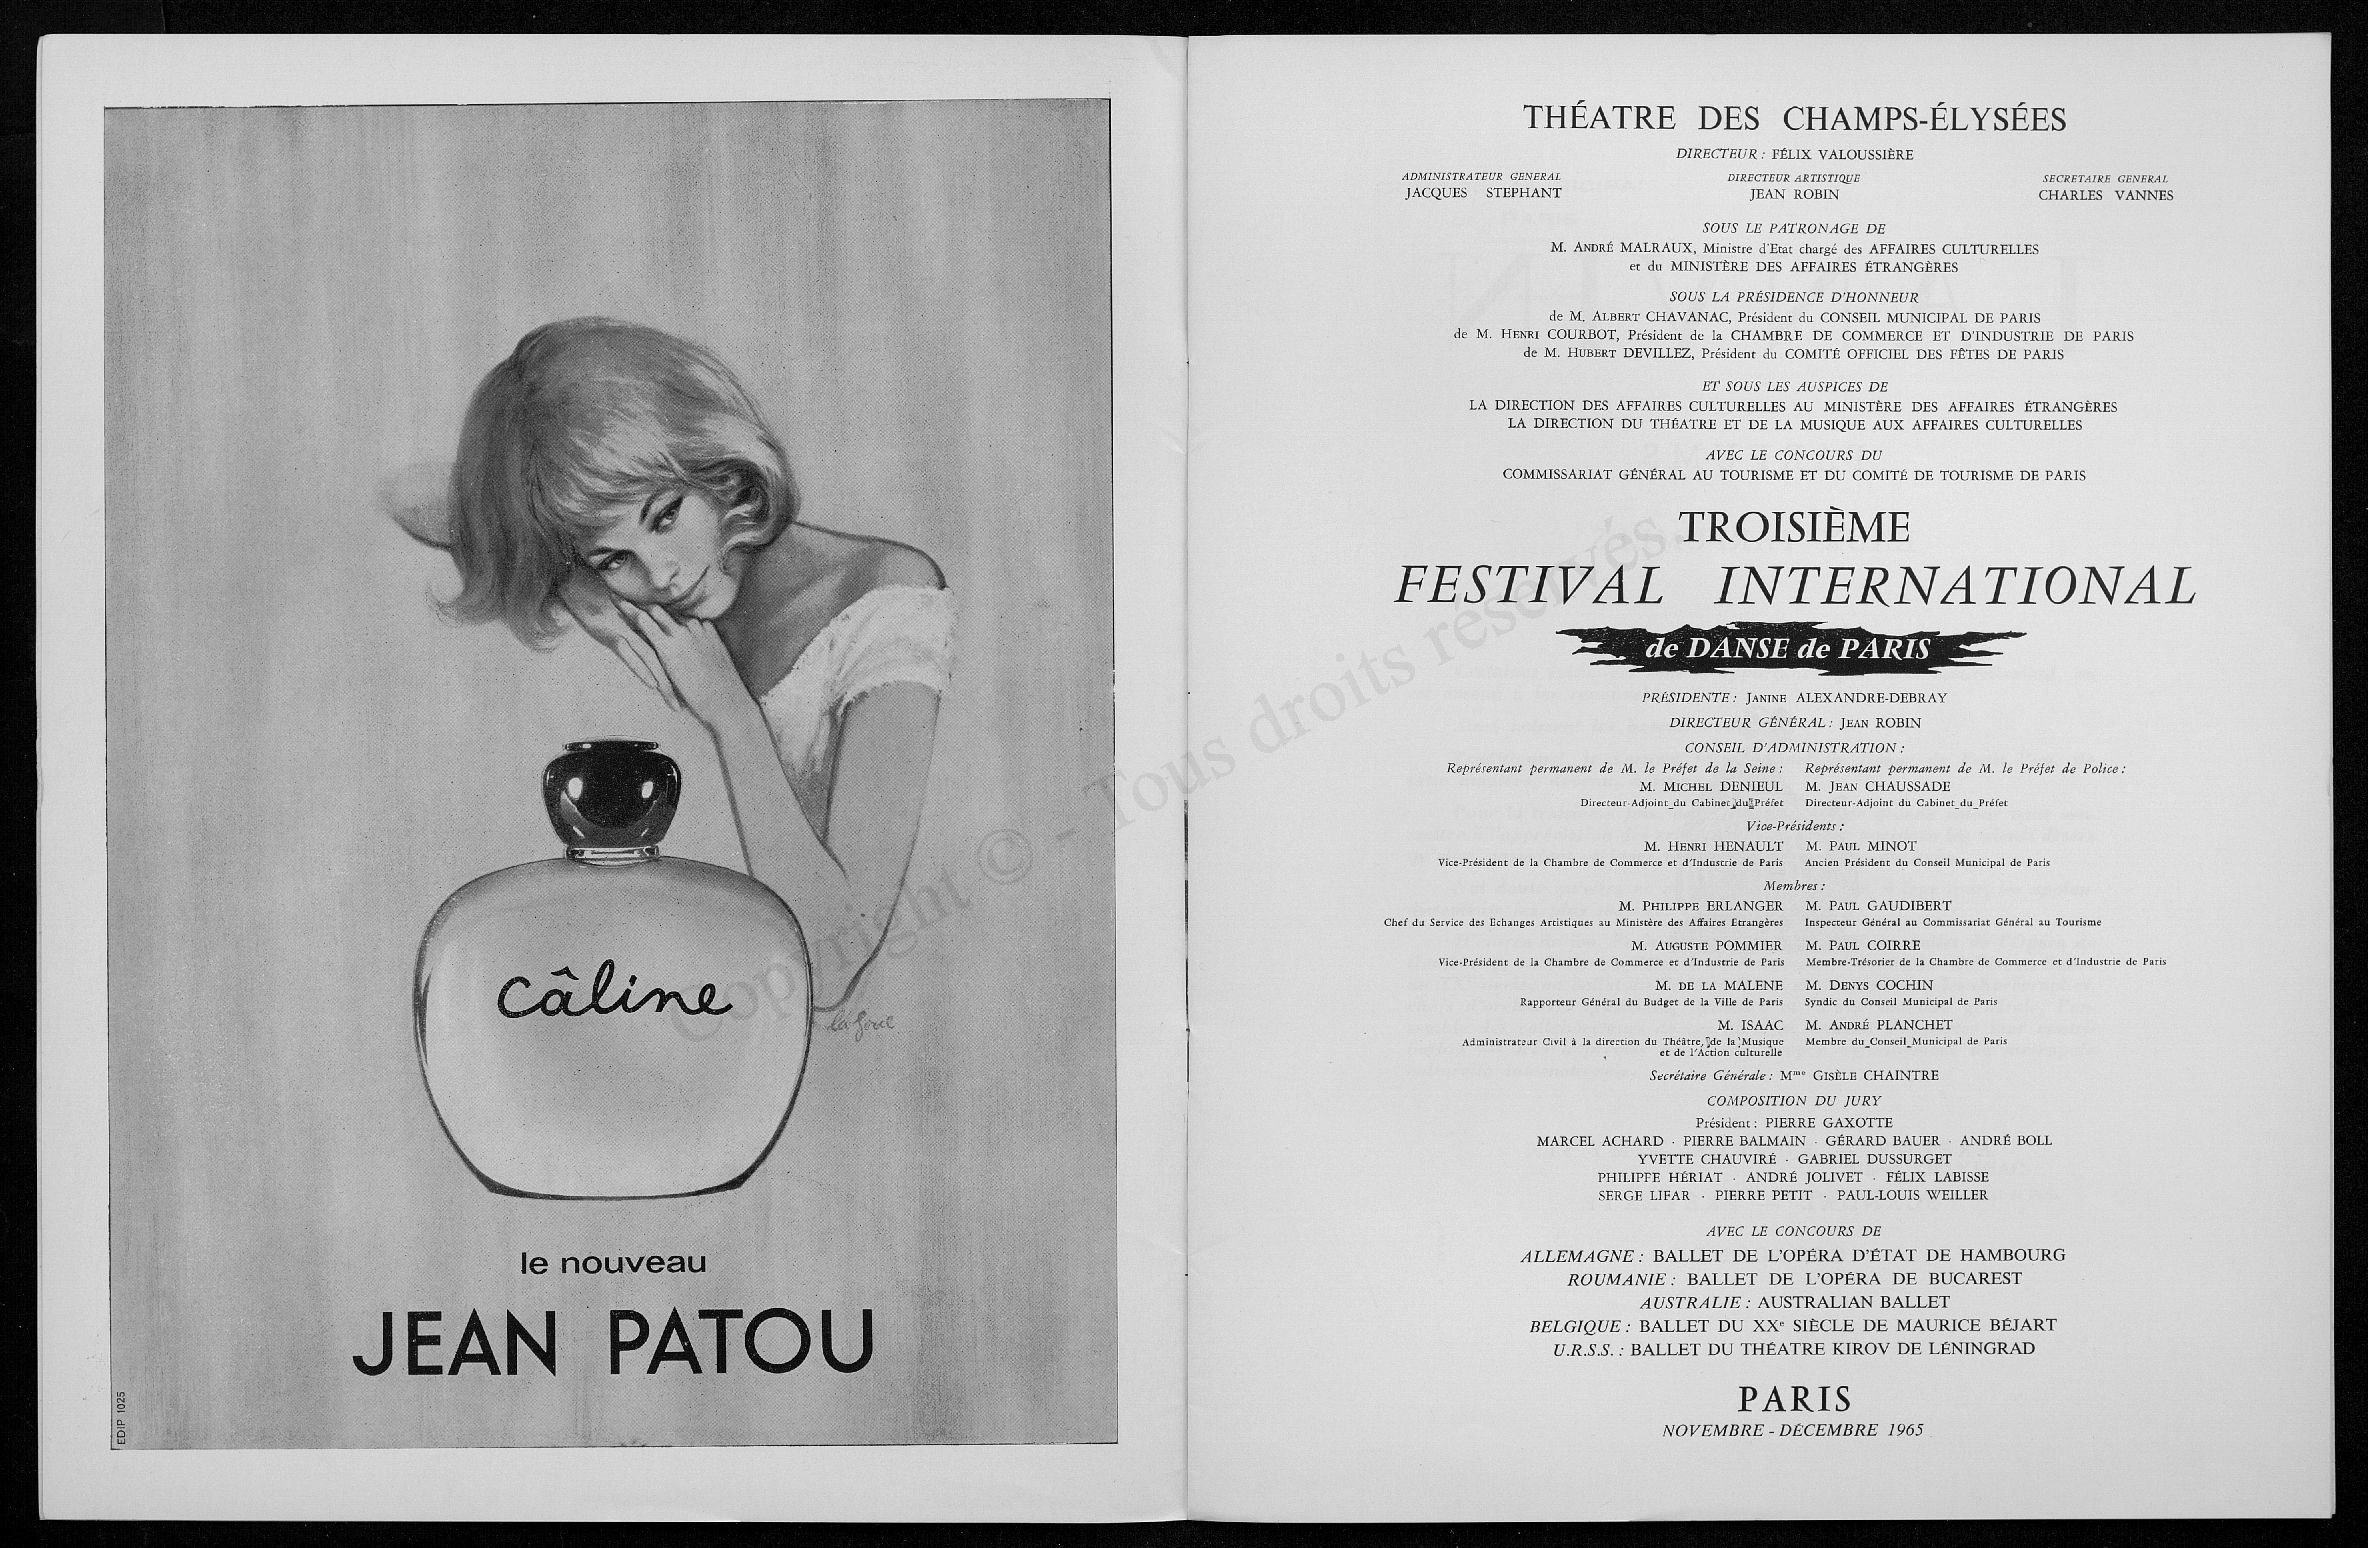 câline
lafove
le nouveau
JEAN PATOU
EDIP 1025
Copyright © - Tous droits réservés.
THÉATRE DES CHAMPS-ÉLYSÉES
DIRECTEUR : FÉLIX VALOUSSIÈRE
ADMINISTRATEUR GENERAL DIRECTEUR ARTISTIQUE SECRETAIRE GENERAL
JACQUES STEPHANT JEAN ROBIN CHARLES VANNES
SOUS LE PATRONAGE DE
M. ANDRÉ MALRAUX, Ministre d'Etat chargé des AFFAIRES CULTURELLES
et du MINISTÈRE DES AFFAIRES ÉTRANGÈRES
SOUS LA PRÉSIDENCE D'HONNEUR
de M. ALBERT CHAVANAC, Président du CONSEIL MUNICIPAL DE PARIS
de M. HENRI COURBOT, Président de la CHAMBRE DE COMMERCE ET D'INDUSTRIE DE PARIS
de M. HUBERT DEVILLEZ, Président du COMITÉ OFFICIEL DES FÊTES DE PARIS
ET SOUS LES AUSPICES DE
LA DIRECTION DES AFFAIRES CULTURELLES AU MINISTÈRE DES AFFAIRES ÉTRANGÈRES
LA DIRECTION DU THÉATRE ET DE LA MUSIQUE AUX AFFAIRES CULTURELLES
AVEC LE CONCOURS DU
COMMISSARIAT GÉNÉRAL AU TOURISME ET DU COMITÉ DE TOURISME DE PARIS
TROISIÈME
FESTIVAL INTERNATIONAL
de DANSE de PARIS
PRÉSIDENTE : JANINE ALEXANDRE-DEBRAY
DIRECTEUR GÉNÉRAL : JEAN ROBIN
CONSEIL D'ADMINISTRATION :
Représentant permanent de M. le Préfet de la Seine : Représentant permanent de M. le Préfet de Police :
M. MICHEL DENIEUL M. JEAN CHAUSSADE
Directeur-Adjoint du Cabinet du Préfet Directeur-Adjoint du Cabinet du Préfet
Vice-Présidents :
M. HENRI HENAULT M. PAUL MINOT
Vice-Président de la Chambre de Commerce et d'Industrie de Paris Ancien Président du Conseil Municipal de Paris
Membres :
M. PHILIPPE ERLANGER M. PAUL GAUDIBERT
Chef du Service des Echanges Artistiques au Ministère des Affaires Etrangères Inspecteur Général au Commissariat Général au Tourisme
M. AUGUSTE POMMIER M. PAUL COIRRE
Vice-Président de la Chambre de Commerce et d'Industrie de Paris Membre-Trésorier de la Chambre de Commerce et d'Industrie de Paris
M. DE LA MALENE M. DENYS COCHIN
Rapporteur Général du Budget de la Ville de Paris Syndic du Conseil Municipal de Paris
M. ISAAC M. ANDRÉ PLANCHET
Administrateur Civil à la direction du Théâtre, de la Musique Membre du Conseil Municipal de Paris
et de l'Action culturelle
Secrétaire Générale : Mme GISÈLE CHAINTRE
COMPOSITION DU JURY
Président : PIERRE GAXOTTE
MARCEL ACHARD · PIERRE BALMAIN · GÉRARD BAUER · ANDRÉ BOLL
YVETTE CHAUVIRÉ · GABRIEL DUSSURGET
PHILIPPE HÉRIAT · ANDRÉ JOLIVET · FÉLIX LABISSE
SERGE LIFAR · PIERRE PETIT · PAUL-LOUIS WEILLER
AVEC LE CONCOURS DE
ALLEMAGNE : BALLET DE L'OPÉRA D'ÉTAT DE HAMBOURG
ROUMANIE : BALLET DE L'OPÉRA DE BUCAREST
AUSTRALIE : AUSTRALIAN BALLET
BELGIQUE : BALLET DU XXe SIÈCLE DE MAURICE BÉJART
U.R.S.S. : BALLET DU THÉATRE KIROV DE LÉNINGRAD
PARIS
NOVEMBRE - DÉCEMBRE 1965